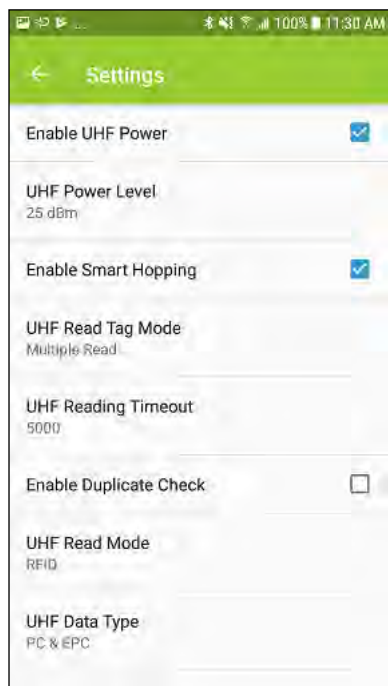 100% 11:30 AM
Settings
Enable UHF Power
UHF Power Level
25 dBm
Enable Smart Hopping
UHF Read Tag Mode
Multiple Read
UHF Reading Timeout
5000
Enable Duplicate Check
UHF Read Mode
RFID
UHF Data Type
PC & EPC